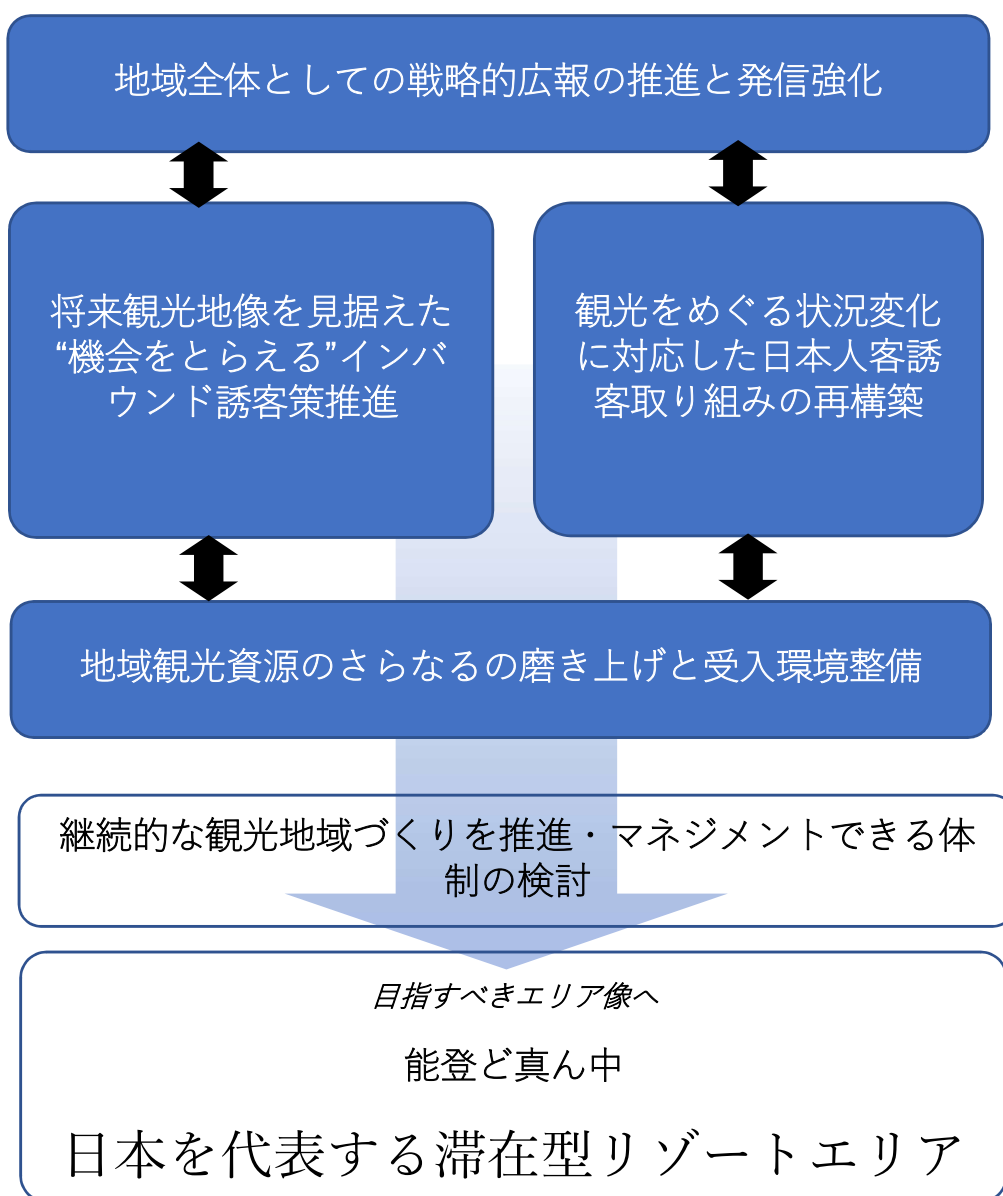 地域全体としての戦略的広報の推進と発信強化
将来観光地像を見据えた
“機会をとらえる”インバ
ウンド誘客策推進
観光をめぐる状況変化
に対応した日本人客誘
客取り組みの再構築
地域観光資源のさらなるの磨き上げと受入環境整備
継続的な観光地域づくりを推進・マネジメントできる体
制の検討
目指すべきエリア像へ
能登ど真ん中
日本を代表する滞在型リゾートエリア